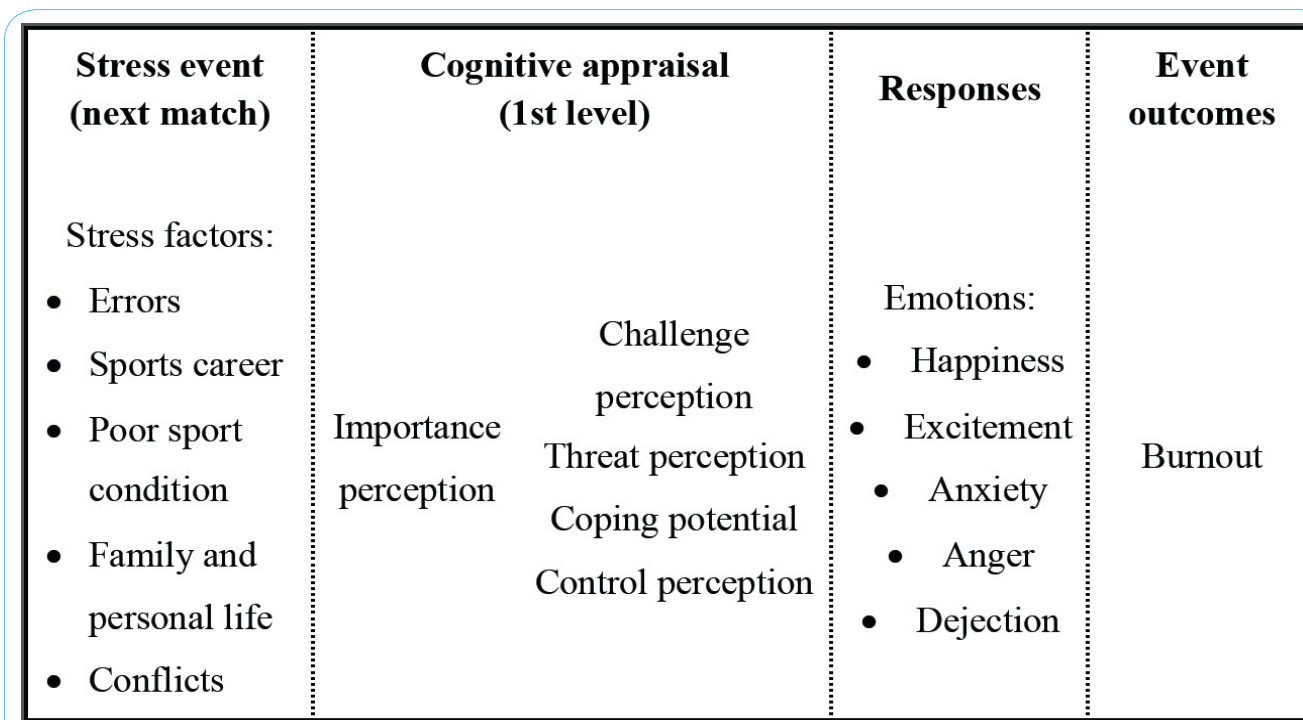 Stress event
(next match)
Cognitive appraisal
(1st level)
Responses
Event
outcomes
Stress factors:
• Errors
• Sports career
• Poor sport
condition
• Family and
personal life
• Conflicts
Importance
perception
Challenge
perception
Threat perception
Coping potential
Control perception
Emotions:
• Happiness
• Excitement
• Anxiety
• Anger
• Dejection
Burnout